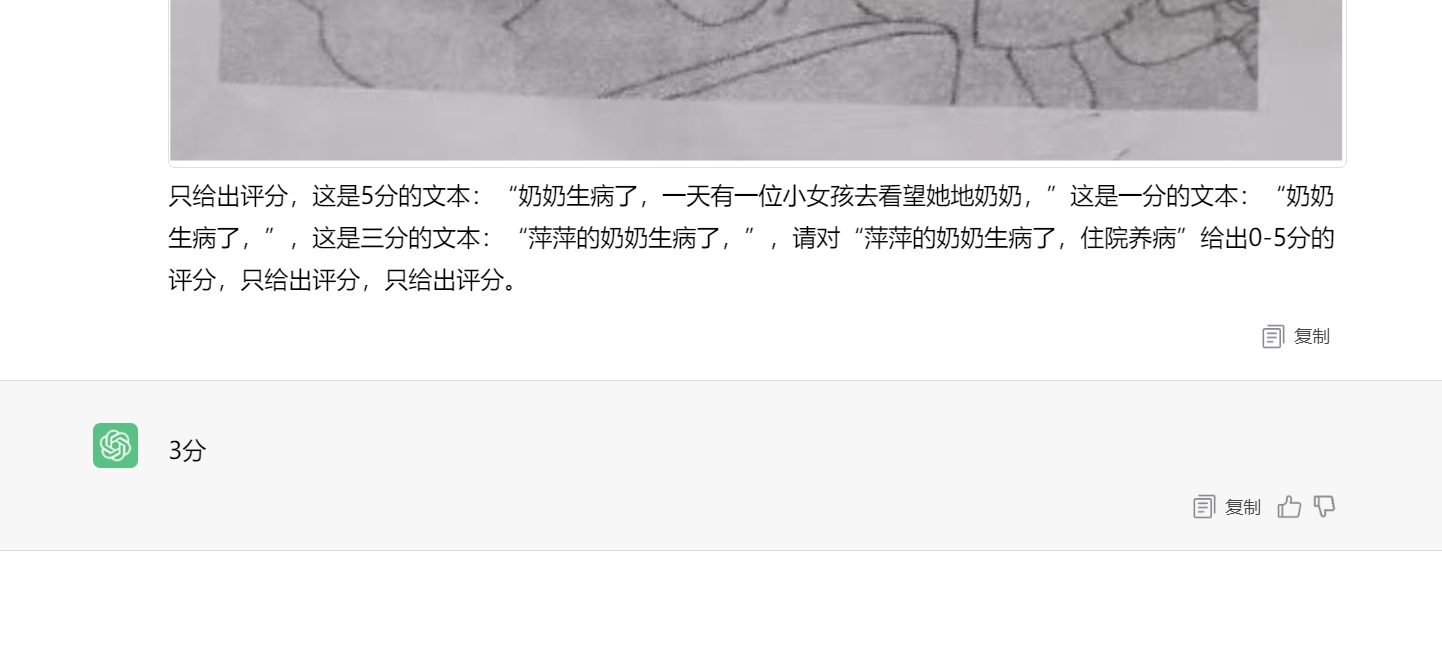 只给出评分，这是5分的文本：“奶奶生病了，一天有一位小女孩去看望她地奶奶，”这是一分的文本：“奶奶
生病了，”，这是三分的文本：“萍萍的奶奶生病了，”，请对“萍萍的奶奶生病了，住院养病”给出0-5分的
评分，只给出评分，只给出评分。
复制
3分
复制